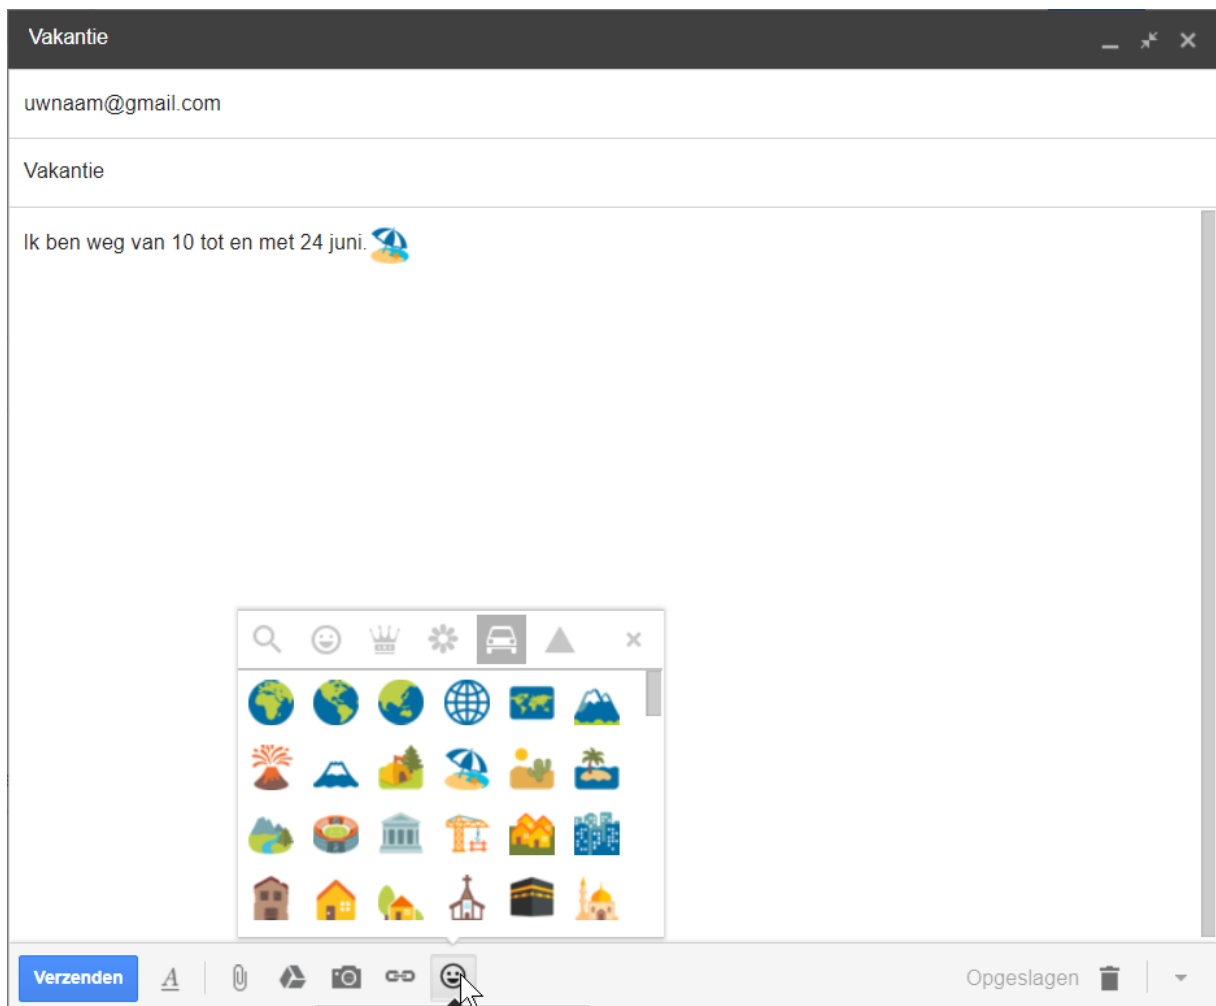 Vakantie
uwnaam@gmail.com
Vakantie
Ik ben weg van 10 tot en met 24 juni.
Verzenden A Opgeslagen